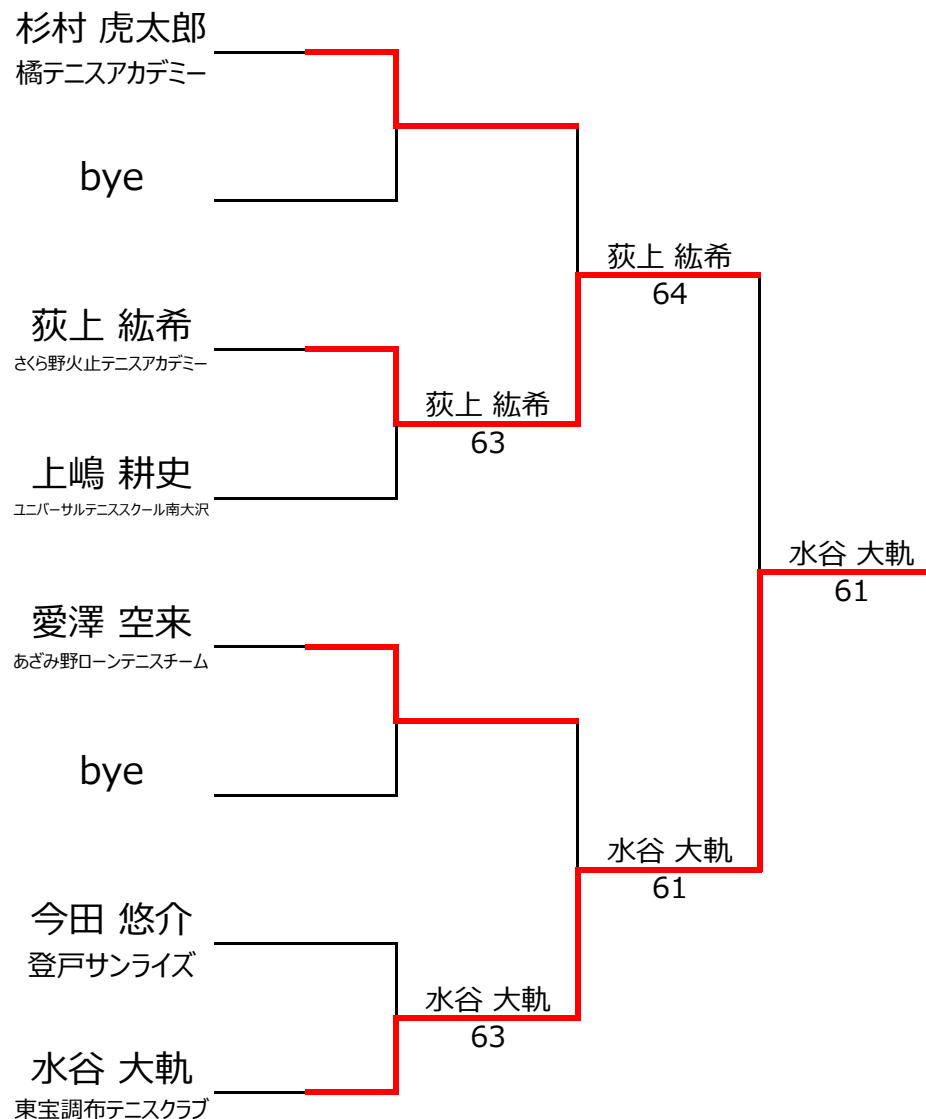 杉村 虎太郎
橘テニスアカデミー
bye
荻上 紘希
64
荻上 紘希
さくら野火止テニスアカデミー
荻上 紘希
63
上嶋 耕史
ユニバーサルテニススクール南大沢
水谷 大軌
61
愛澤 空来
あざみ野ローンテニスチーム
bye
水谷 大軌
61
今田 悠介
登戸サンライズ
水谷 大軌
63
水谷 大軌
東宝調布テニスクラブ